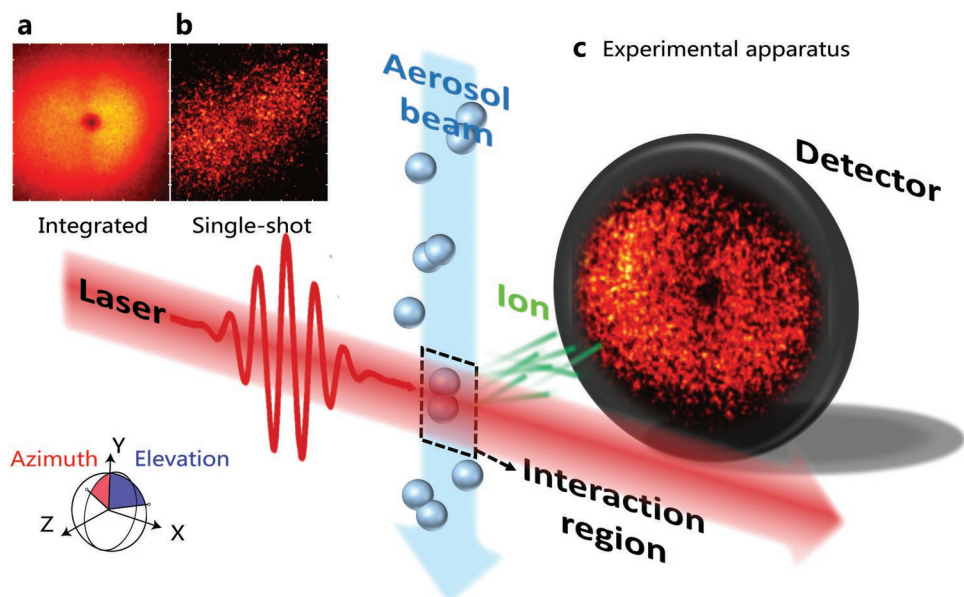 a
b
Integrated
Single-shot
Aerosol
beam
c Experimental apparatus
Detector
Laser
Ion
Interaction
region
Azimuth
Y
Elevation
Z
X